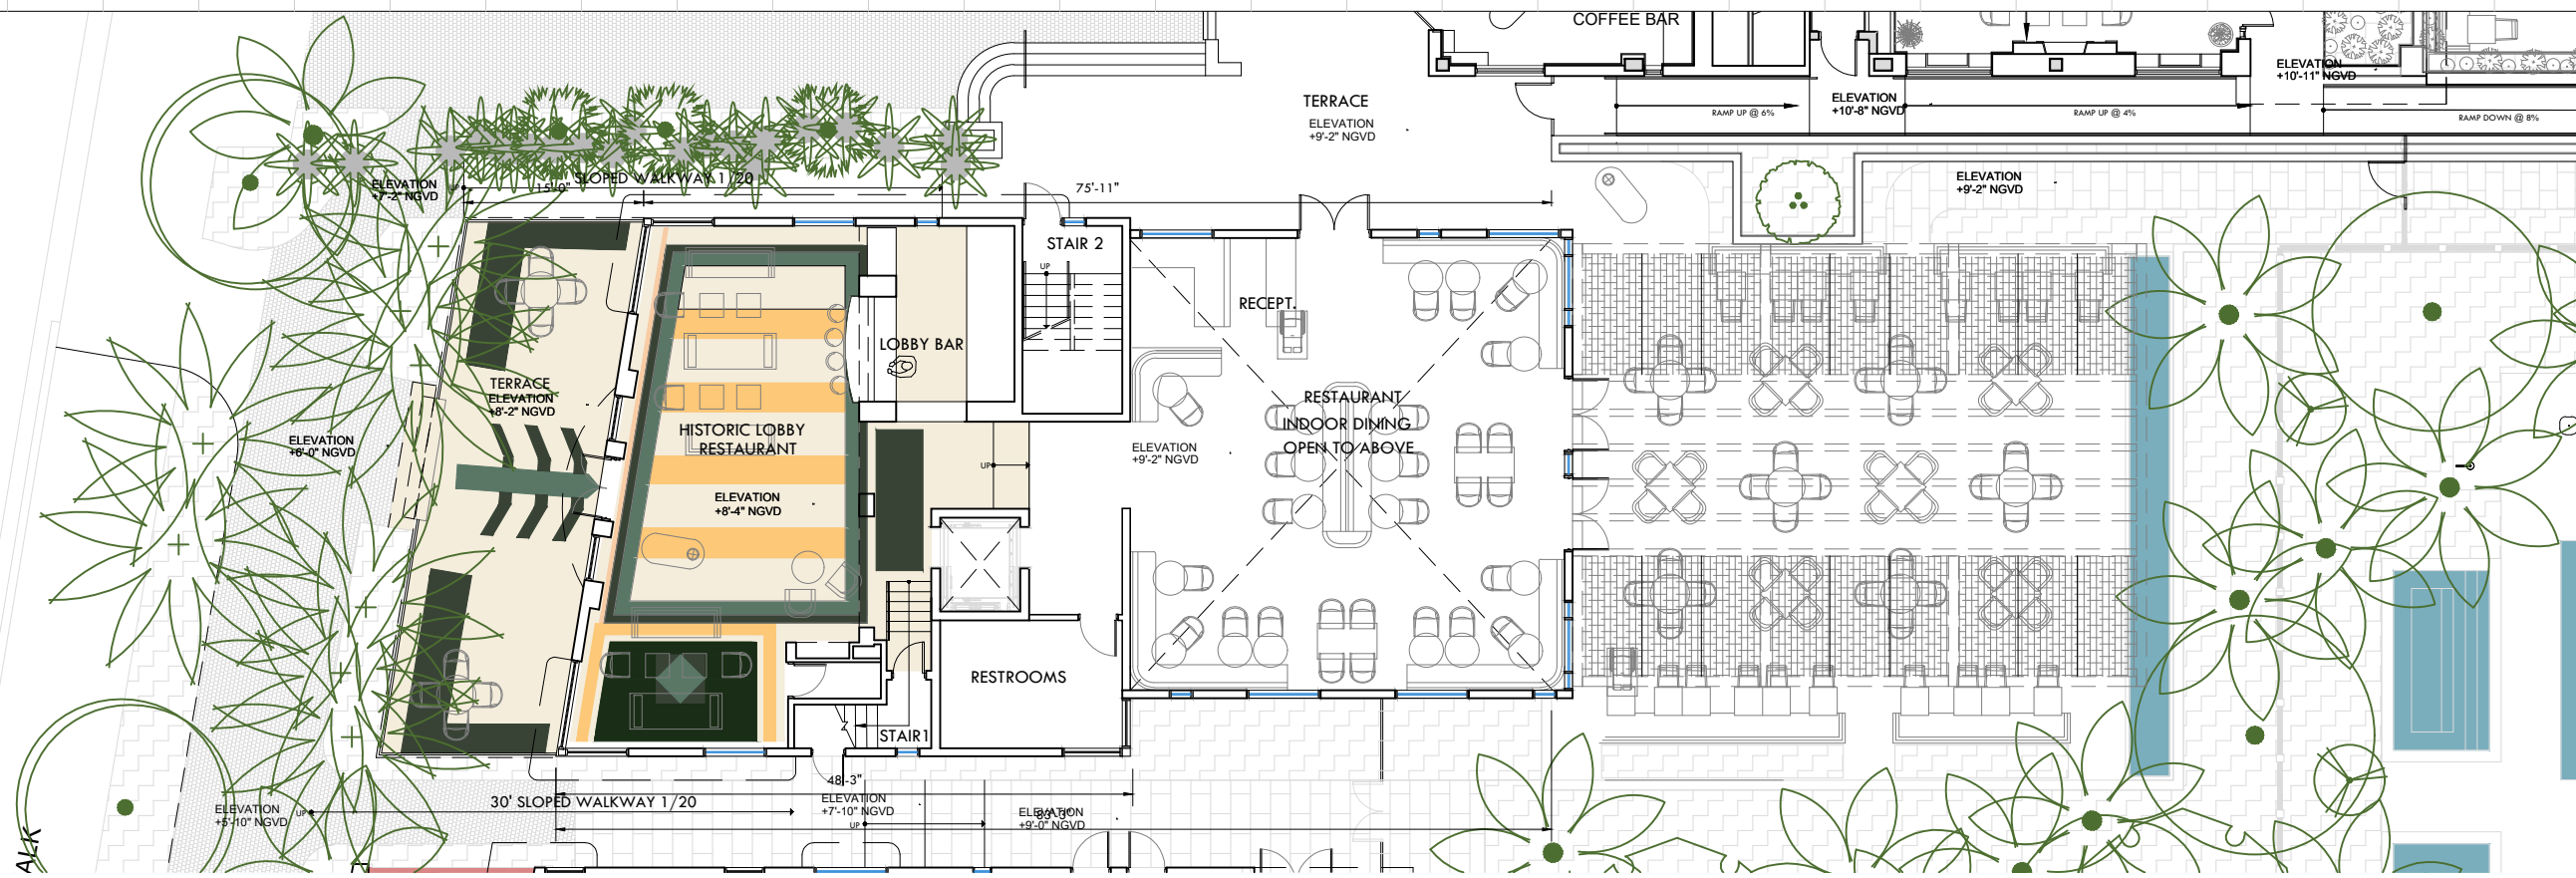 COFFEE BAR
ELEVATION
+10'-11" NGVD
TERRACE
ELEVATION
+9'-2" NGVD
ELEVATION
+10'-8" NGVD
RAMP UP @ 6%
RAMP UP @ 4%
RAMP DOWN @ 8%
ELEVATION
+7'-2" NGVD
UP
SLOPED WALKWAY 1/20
15'-0"
75'-11"
ELEVATION
+9'-2" NGVD
STAIR 2
UP
RECEPT.
LOBBY BAR
TERRACE
ELEVATION
+8'-2" NGVD
RESTAURANT
INDOOR DINING
OPEN TO ABOVE
HISTORIC LOBBY
RESTAURANT
ELEVATION
+6'-0" NGVD
ELEVATION
+9'-2" NGVD
UP
ELEVATION
+8'-4" NGVD
RESTROOMS
STAIR1
48'-3"
30' SLOPED WALKWAY 1/20
ELEVATION
+5'-10" NGVD
UP
ELEVATION
+7'-10" NGVD
UP
ELEVATION
+9'-0" NGVD
ALK